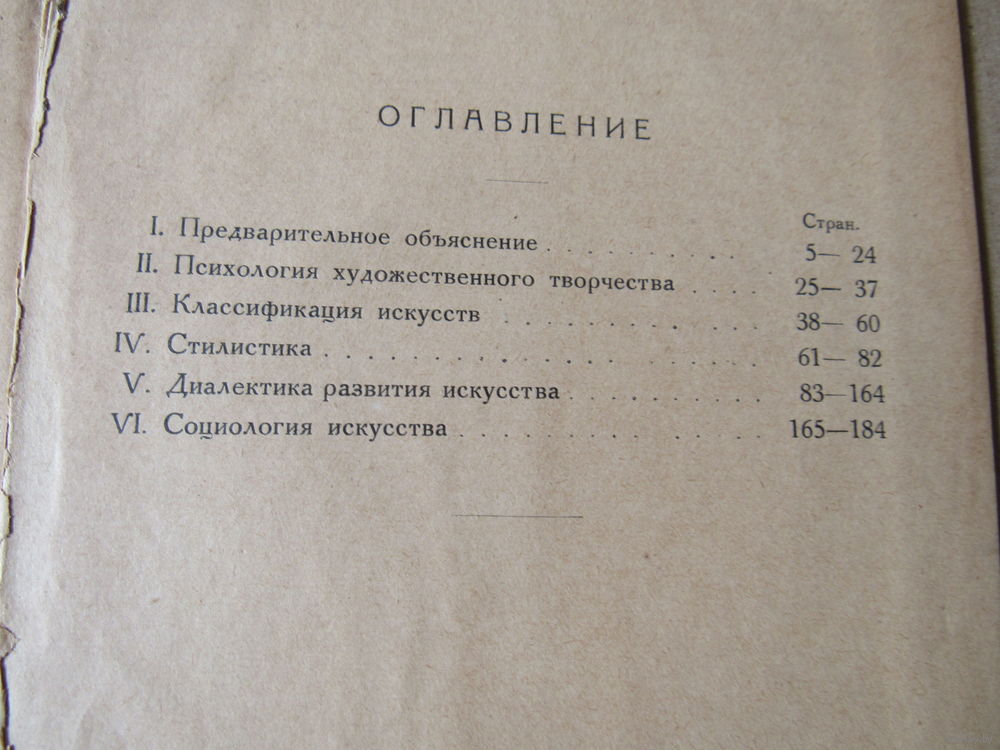 ОГЛАВЛЕНИЕ
Стран.
I. Предварительное объяснение . . . . . . . . . . 5— 24
II. Психология художественного творчества . . . . 25— 37
III. Классификация искусств . . . . . . . . . . . 38— 60
IV. Стилистика . . . . . . . . . . . . . . . . . 61— 82
V. Диалектика развития искусства . . . . . . . . . 83—164
VI. Социология искусства . . . . . . . . . . . . 165—184